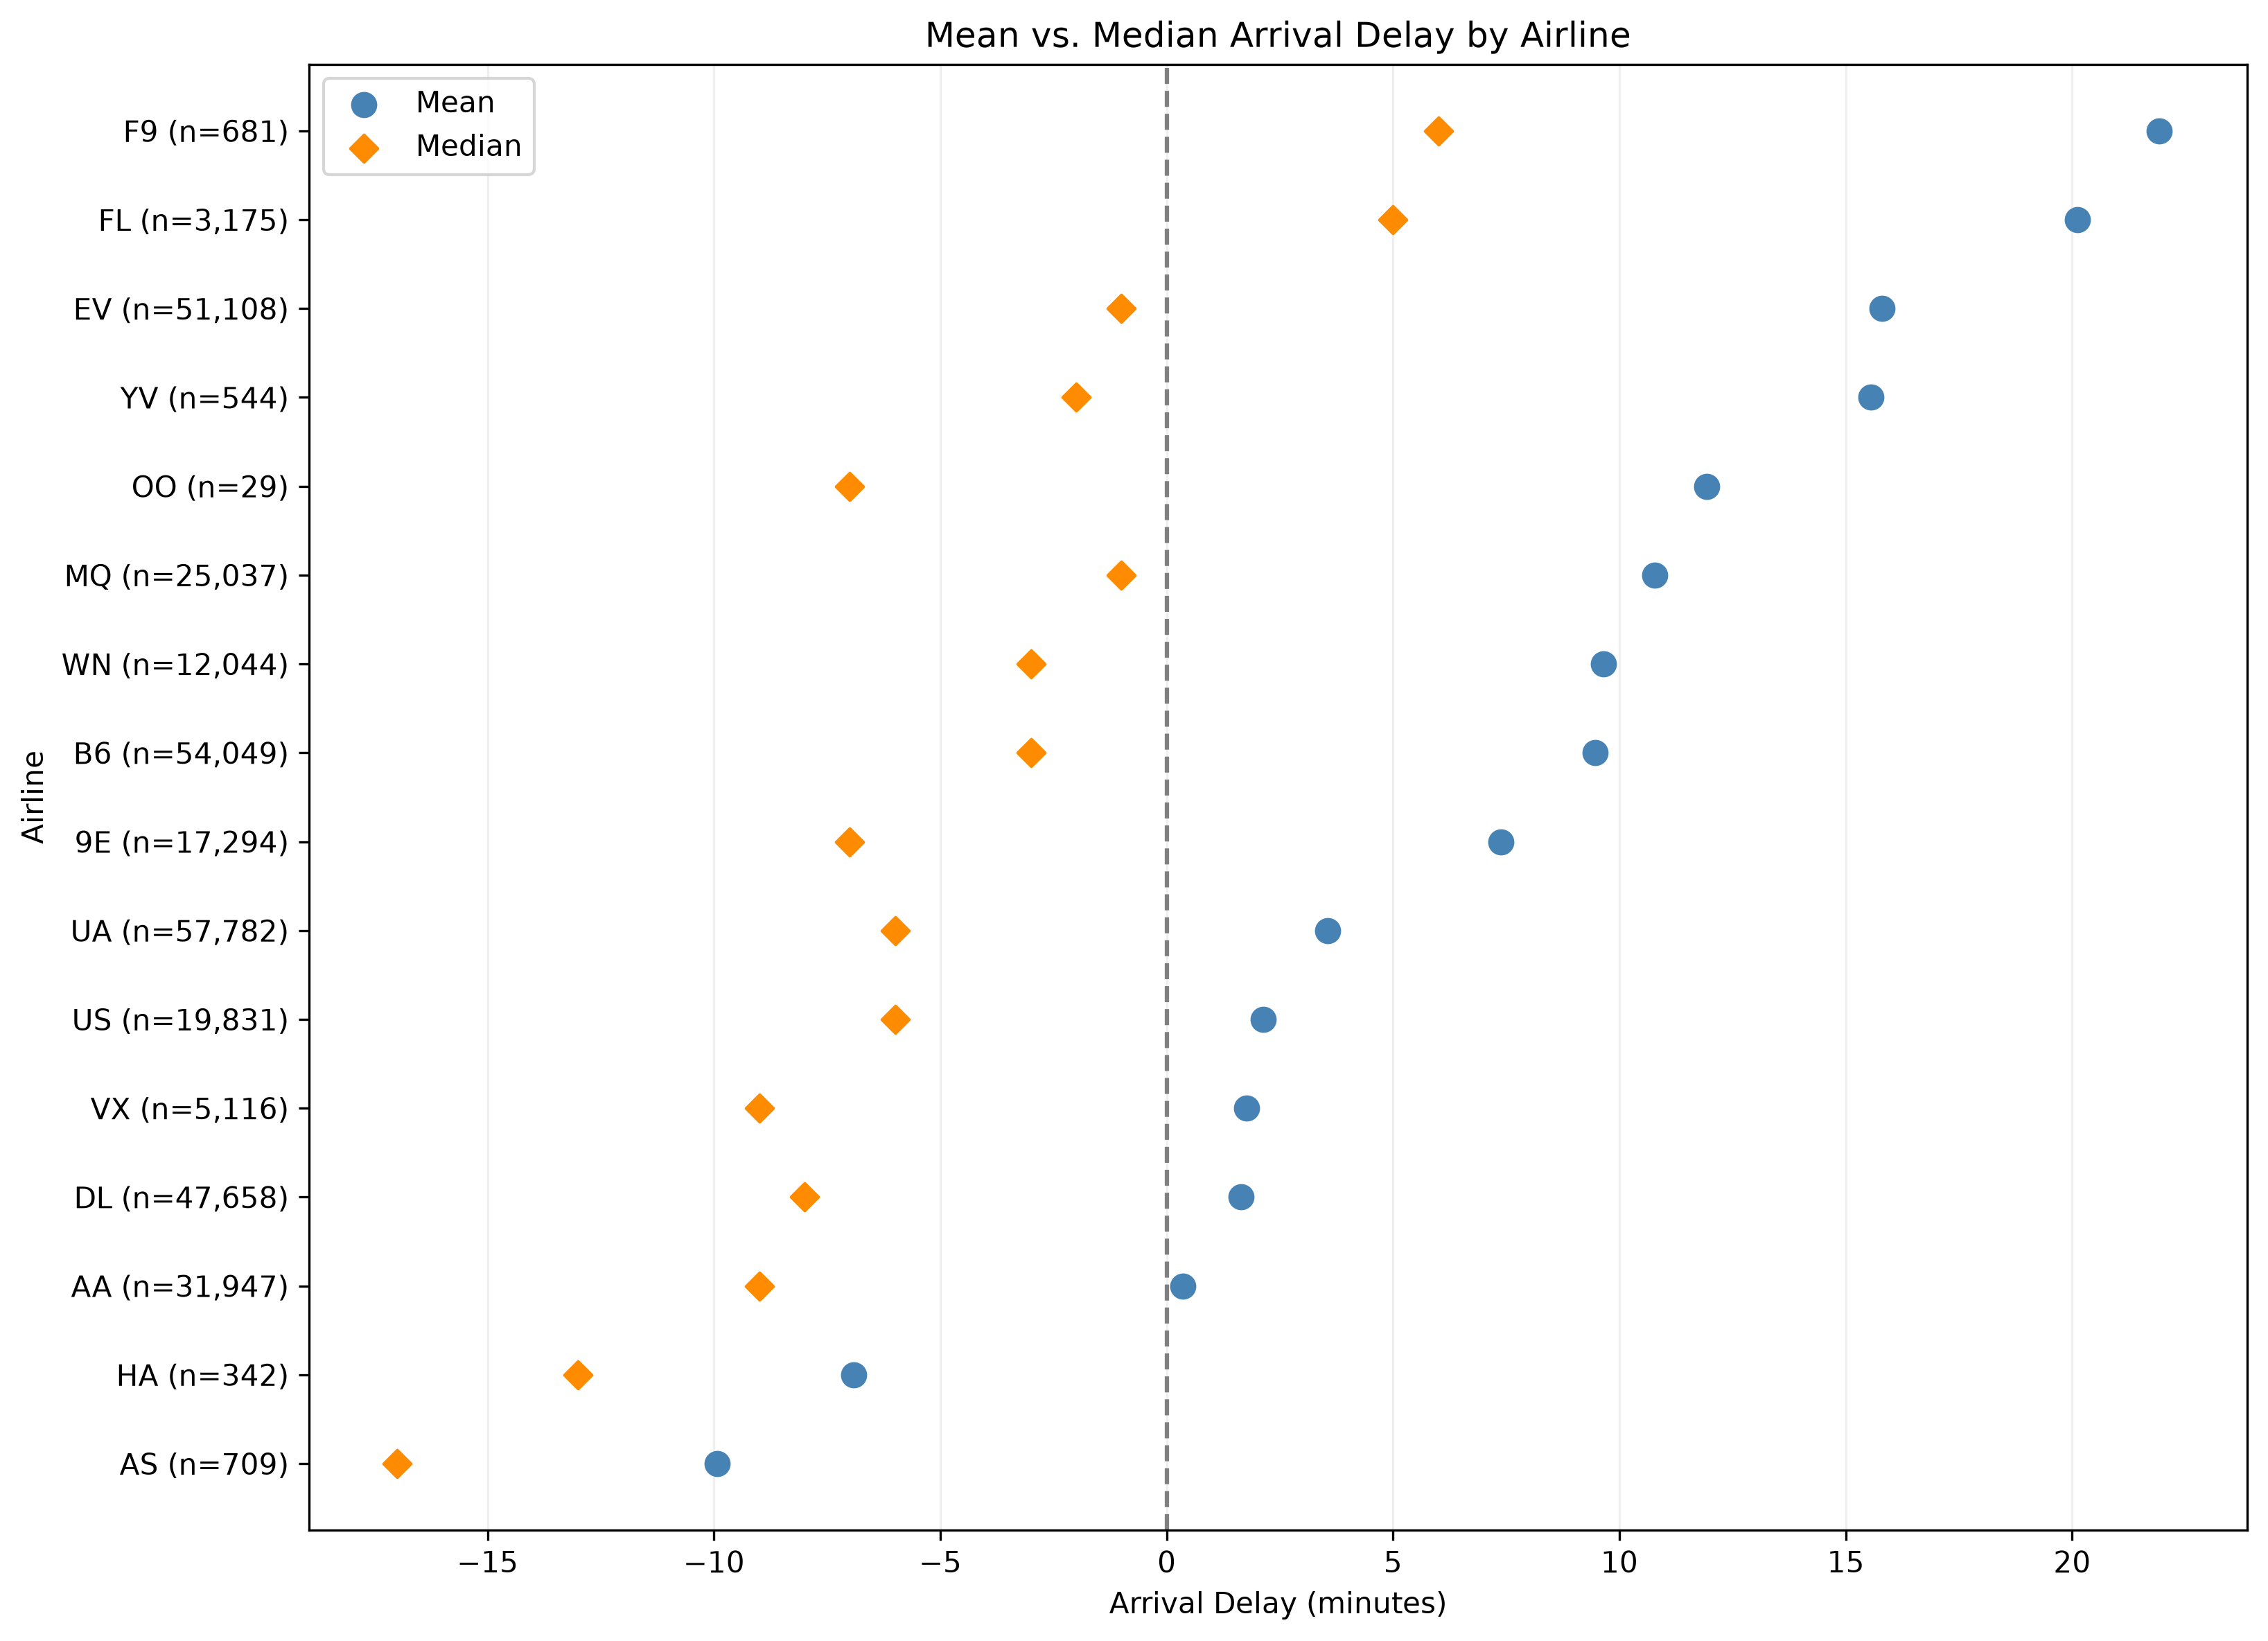 Mean vs. Median Arrival Delay by Airline
Mean
Median
F9 (n=681)
FL (n=3,175)
EV (n=51,108)
YV (n=544)
OO (n=29)
MQ (n=25,037)
WN (n=12,044)
B6 (n=54,049)
9E (n=17,294)
UA (n=57,782)
US (n=19,831)
VX (n=5,116)
DL (n=47,658)
AA (n=31,947)
HA (n=342)
AS (n=709)
Airline
−15 −10 −5 0 5 10 15 20
Arrival Delay (minutes)